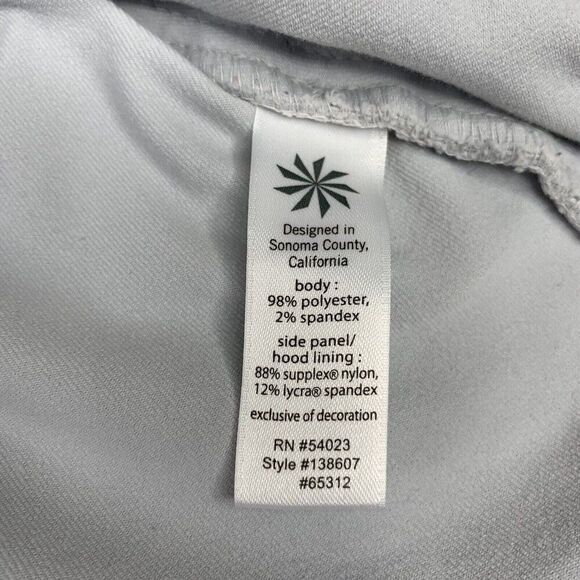 Designed in
Sonoma County,
California
body :
98% polyester,
2% spandex
side panel/
hood lining :
88% supplex® nylon,
12% lycra® spandex
exclusive of decoration
RN #54023
Style #138607
#65312